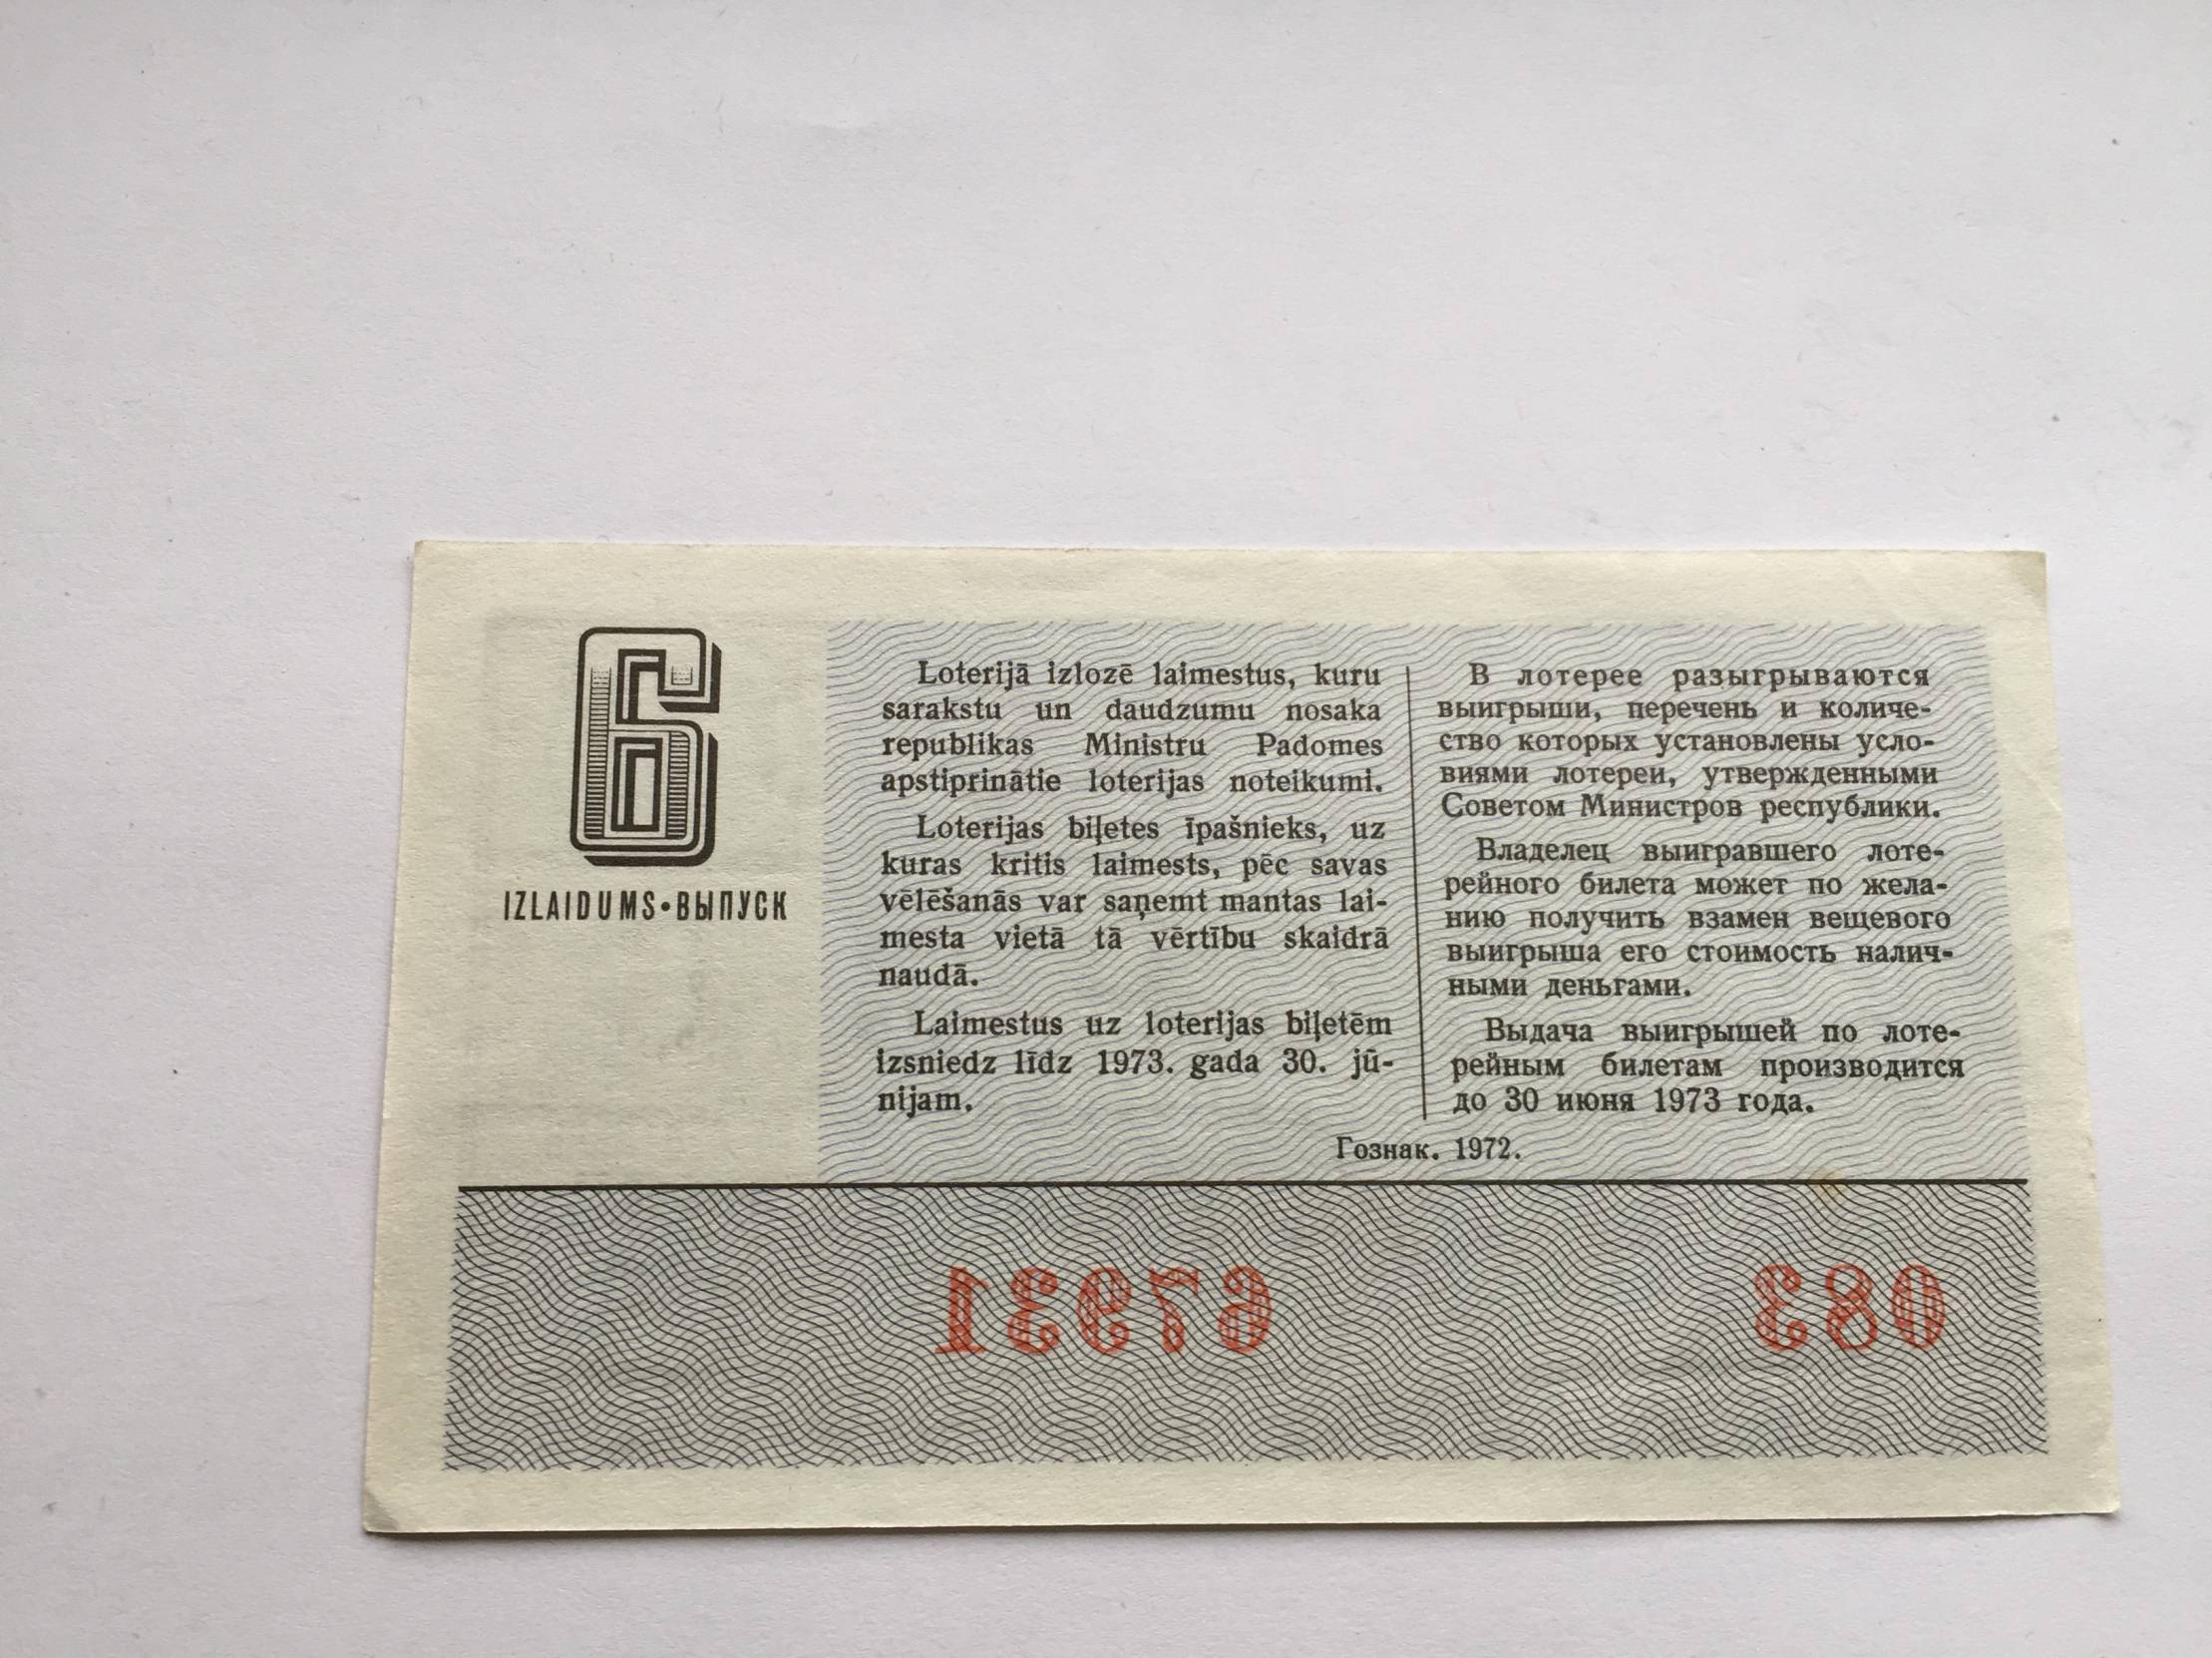 6
IZLAIDUMS•ВЫПУСК
Loterijā izlozē laimestus, kuru
sarakstu un daudzumu nosaka
republikas Ministru Padomes
apstiprinātie loterijas noteikumi.
Loterijas biļetes īpašnieks, uz
kuras kritis laimests, pēc savas
vēlēšanās var saņemt mantas lai-
mesta vietā tā vērtību skaidrā
naudā.
Laimestus uz loterijas biļetēm
izsniedz līdz 1973. gada 30. jū-
nijam.
В лотерее разыгрываются
выигрыши, перечень и количе-
ство которых установлены усло-
виями лотереи, утвержденными
Советом Министров республики.
Владелец выигравшего лоте-
рейного билета может по жела-
нию получить взамен вещевого
выигрыша его стоимость налич-
ными деньгами.
Выдача выигрышей по лоте-
рейным билетам производится
до 30 июня 1973 года.
Гознак. 1972.
083 67931